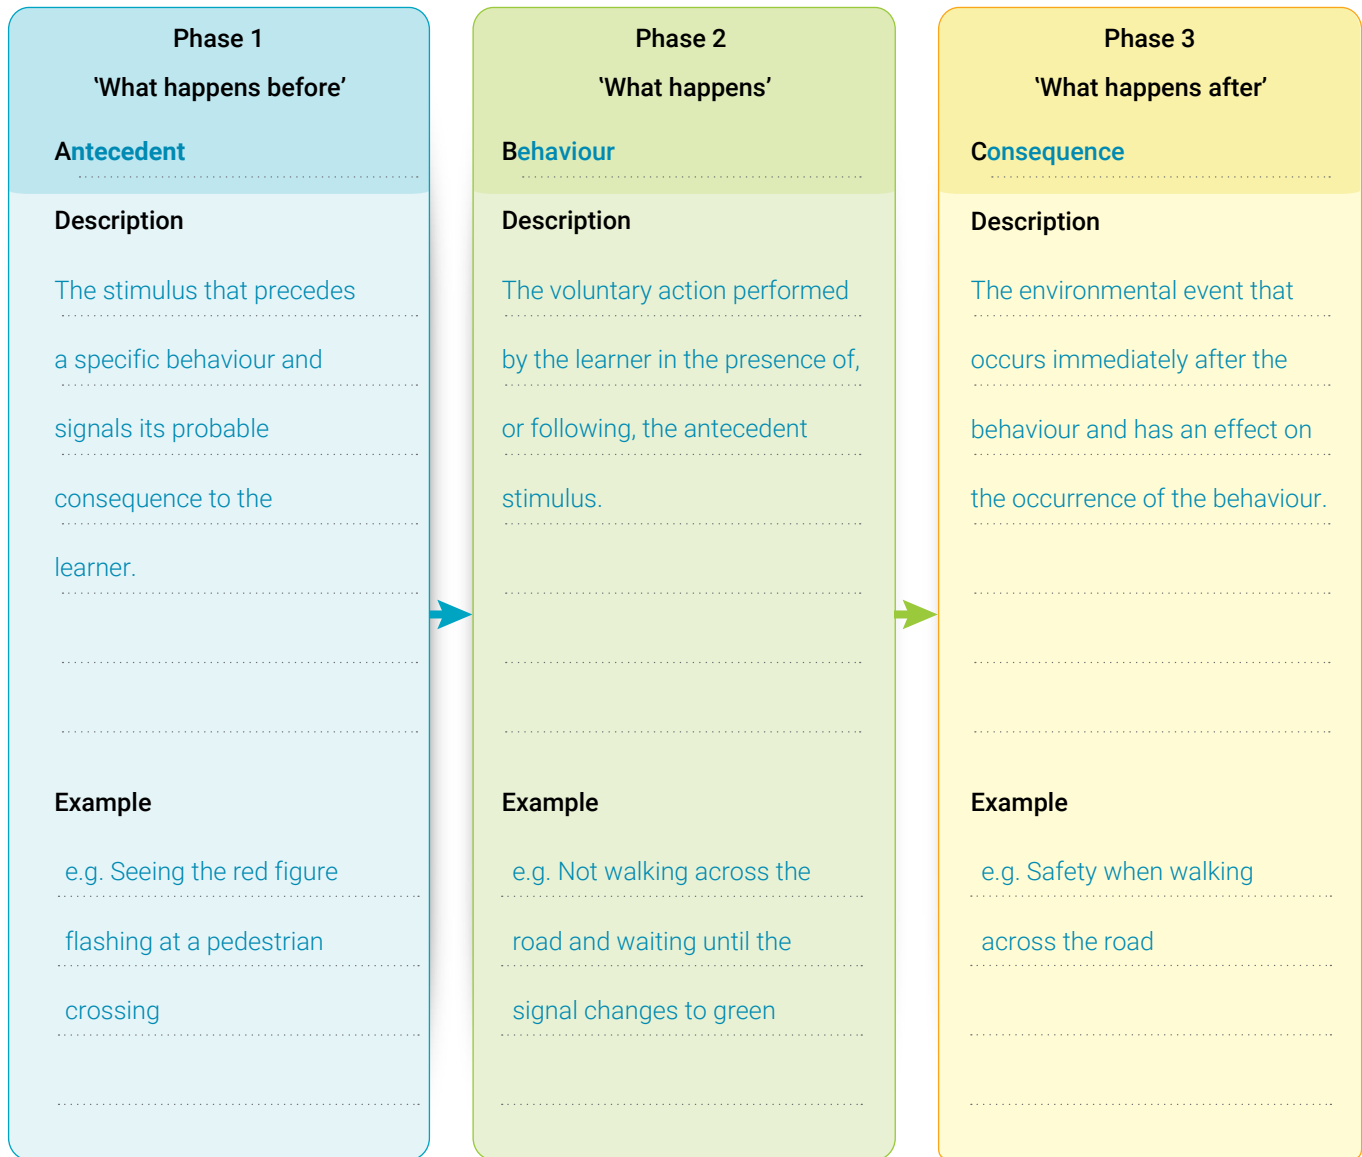 Phase 1
‘What happens before’
Antecedent
Description
The stimulus that precedes
a specific behaviour and
signals its probable
consequence to the
learner.
Example
e.g. Seeing the red figure
flashing at a pedestrian
crossing
Phase 2
‘What happens’
Behaviour
Description
The voluntary action performed
by the learner in the presence of,
or following, the antecedent
stimulus.
Example
e.g. Not walking across the
road and waiting until the
signal changes to green
Phase 3
‘What happens after’
Consequence
Description
The environmental event that
occurs immediately after the
behaviour and has an effect on
the occurrence of the behaviour.
Example
e.g. Safety when walking
across the road